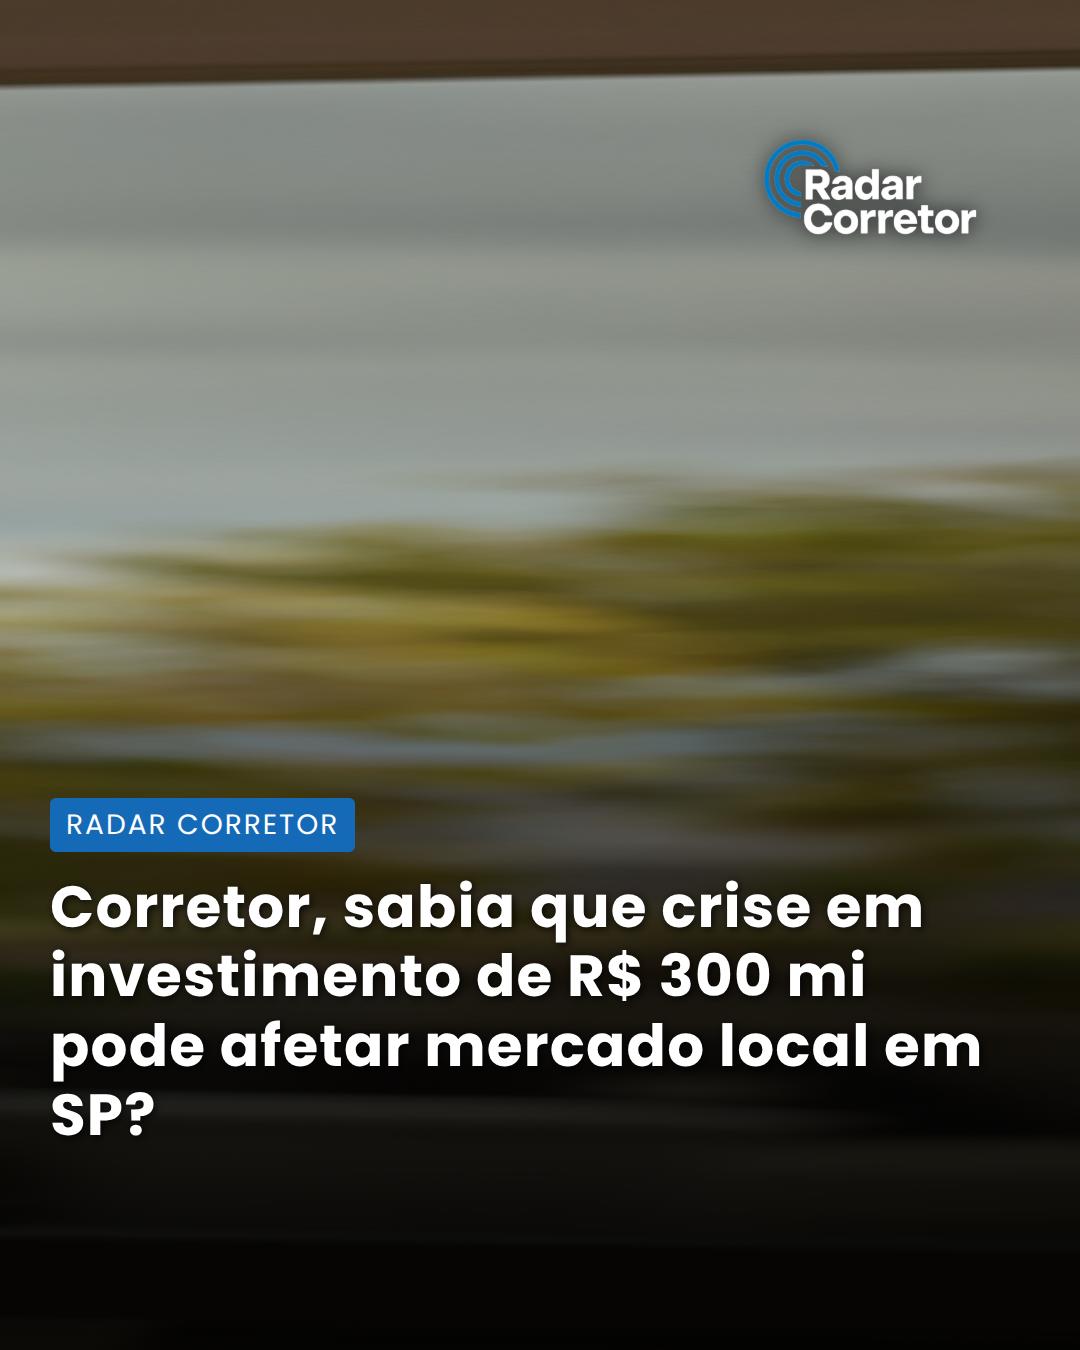 Radar
Corretor
RADAR CORRETOR
Corretor, sabia que crise em
investimento de R$ 300 mi
pode afetar mercado local em
SP?